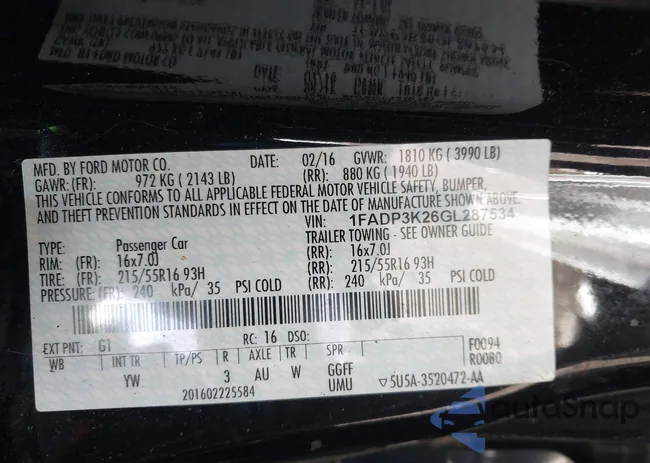 MFD. BY FORD MOTOR CO. DATE: 02/16 GVWR: 1810 KG ( 3990 LB)
GAWR: (FR): 972 KG ( 2143 LB) (RR): 880 KG ( 1940 LB)
THIS VEHICLE CONFORMS TO ALL APPLICABLE FEDERAL MOTOR VEHICLE SAFETY, BUMPER,
AND THEFT PREVENTION STANDARDS IN EFFECT ON THE DATE OF MANUFACTURE SHOWN ABOVE
VIN: 1FADP3K26GL287534
TYPE: Passenger Car TRAILER TOWING - SEE OWNER GL
RIM: (FR): 16x7.0J (RR): 16x7.0J
TIRE: (FR): 215/55R16 93H (RR): 215/55R16 93H
PRESSURE: (FR): 240 kPa/ 35 PSI COLD (RR): 240 kPa/ 35 PSI COLD
EXT PNT: G1 RC: 16 DSO: F0094
WB INT TR TP/PS R AXLE TR SPR R0080
YW 3 AU W GGFF
UMU
201602225584 5U5A-3520472-AA
autoSnap